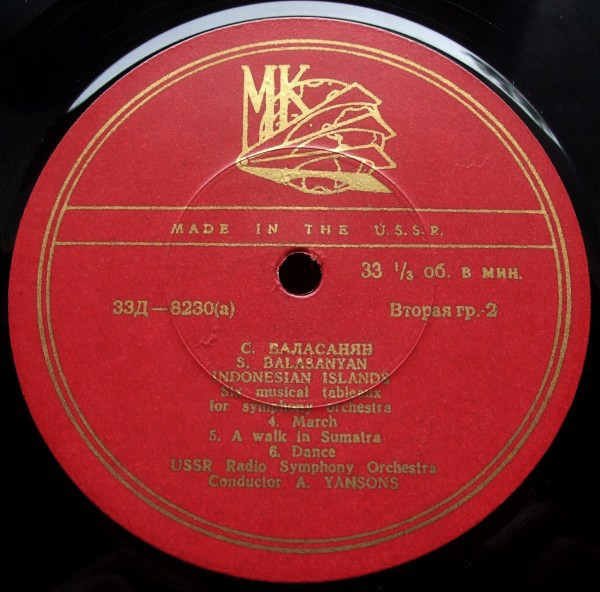 МК
MADE IN THE U.S.S.R.
33 ⅓ об. в мин.
33Д—8230(а)
Вторая гр.-2
С. БАЛАСАНЯН
S. BALASANYAN
INDONESIAN ISLANDS
Six musical tableaux
for symphony orchestra
4. March
5. A walk in Sumatra
6. Dance
USSR Radio Symphony Orchestra
Conductor A. YANSONS